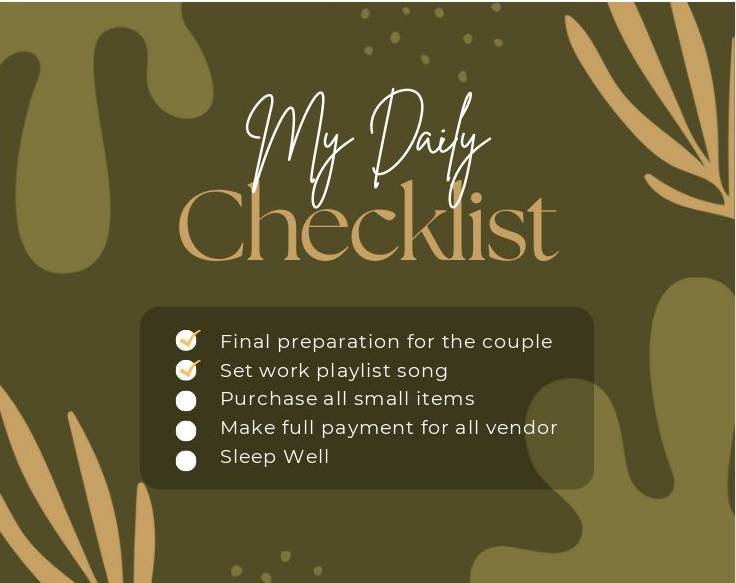 My Daily
Checklist
Final preparation for the couple
Set work playlist song
Purchase all small items
Make full payment for all vendor
Sleep Well